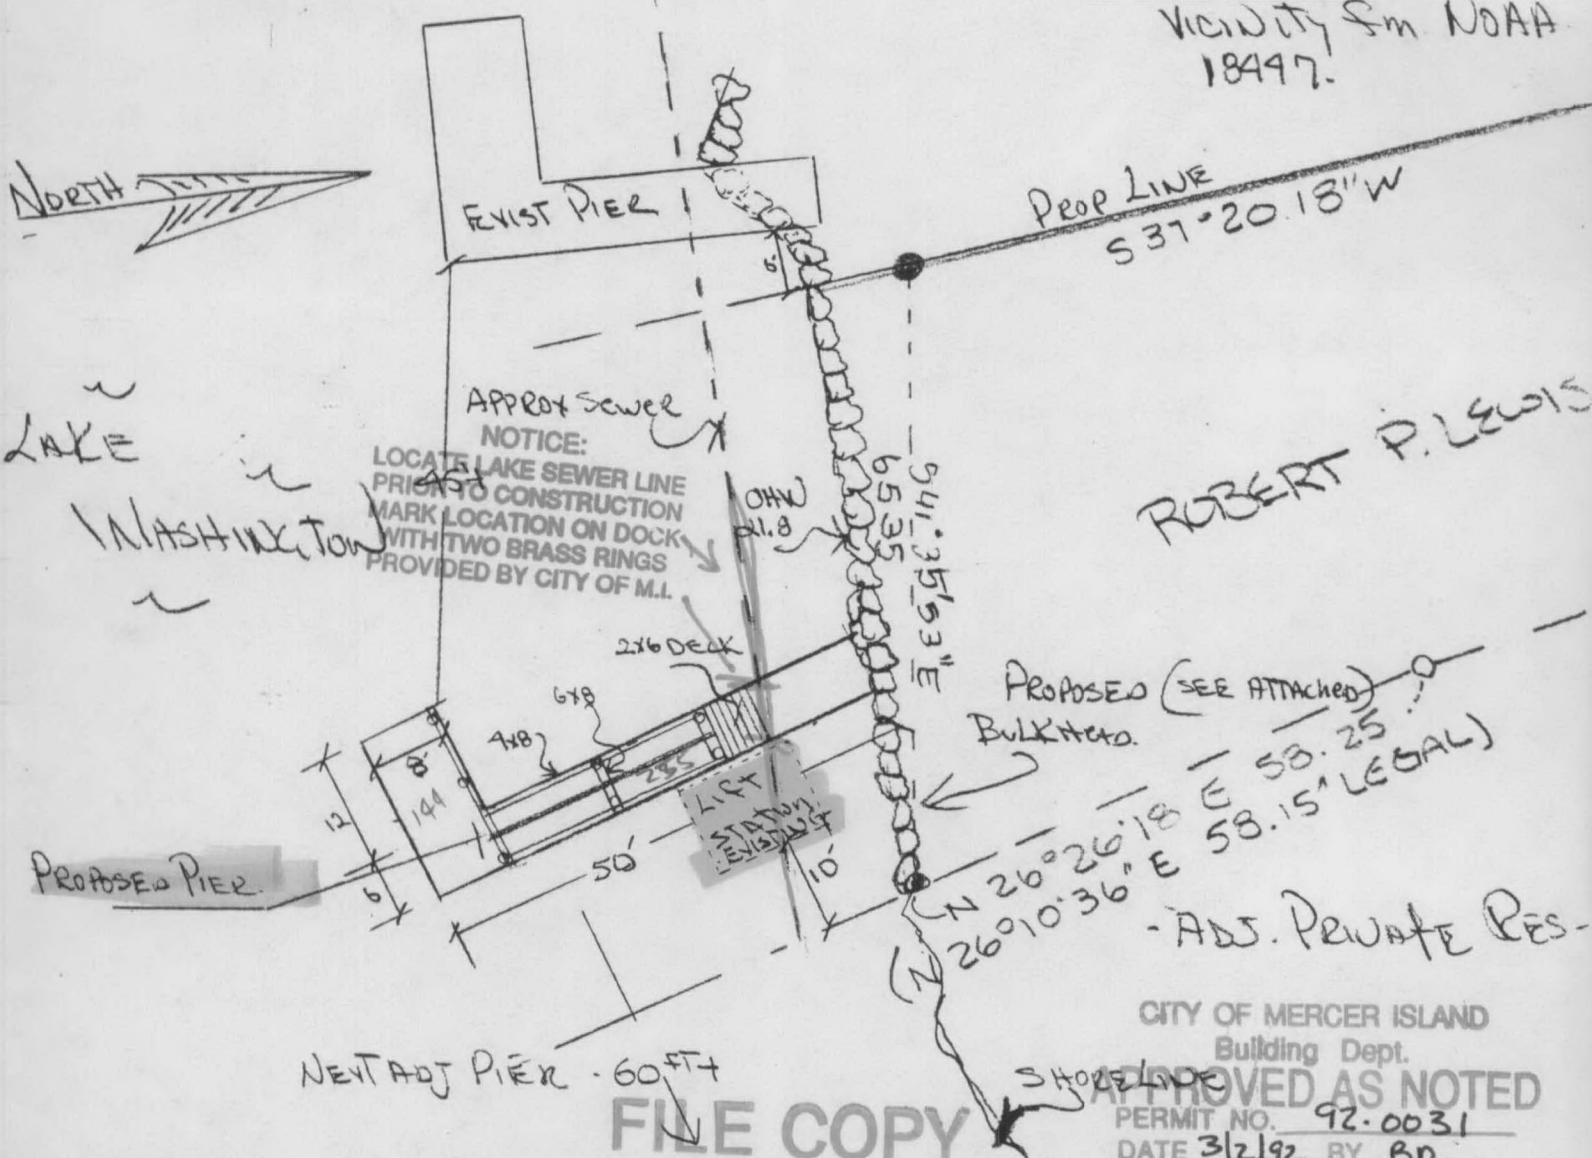 VICINITY fm NOAA
18447.
NORTH
EXIST PIER
PROP LINE
S 37°20.18"W
6'
LAKE
WASHINGTON
APPROX SEWER
NOTICE:
LOCATE LAKE SEWER LINE
PRIOR TO CONSTRUCTION
MARK LOCATION ON DOCK
WITH TWO BRASS RINGS
PROVIDED BY CITY OF M.I.
45±
OHW
21.8
S41°35'53"E
65.35
ROBERT P. LEWIS
2x6 DECK
6x8
4x8
PROPOSED (SEE ATTACHED)
BULKHEAD.
8'
144
235
12
6
LIFT
STATION
EXISTING
50'
10'
PROPOSED PIER.
(N 26°26'18 E 58.25
(N 26°10'36" E 58.15' LEGAL)
- ADJ. PRIVATE RES-
NEXT ADJ PIER - 60FT±
SHORELINE
FILE COPY
CITY OF MERCER ISLAND
Building Dept.
APPROVED AS NOTED
PERMIT NO. 92.0031
DATE 3/2/92 BY